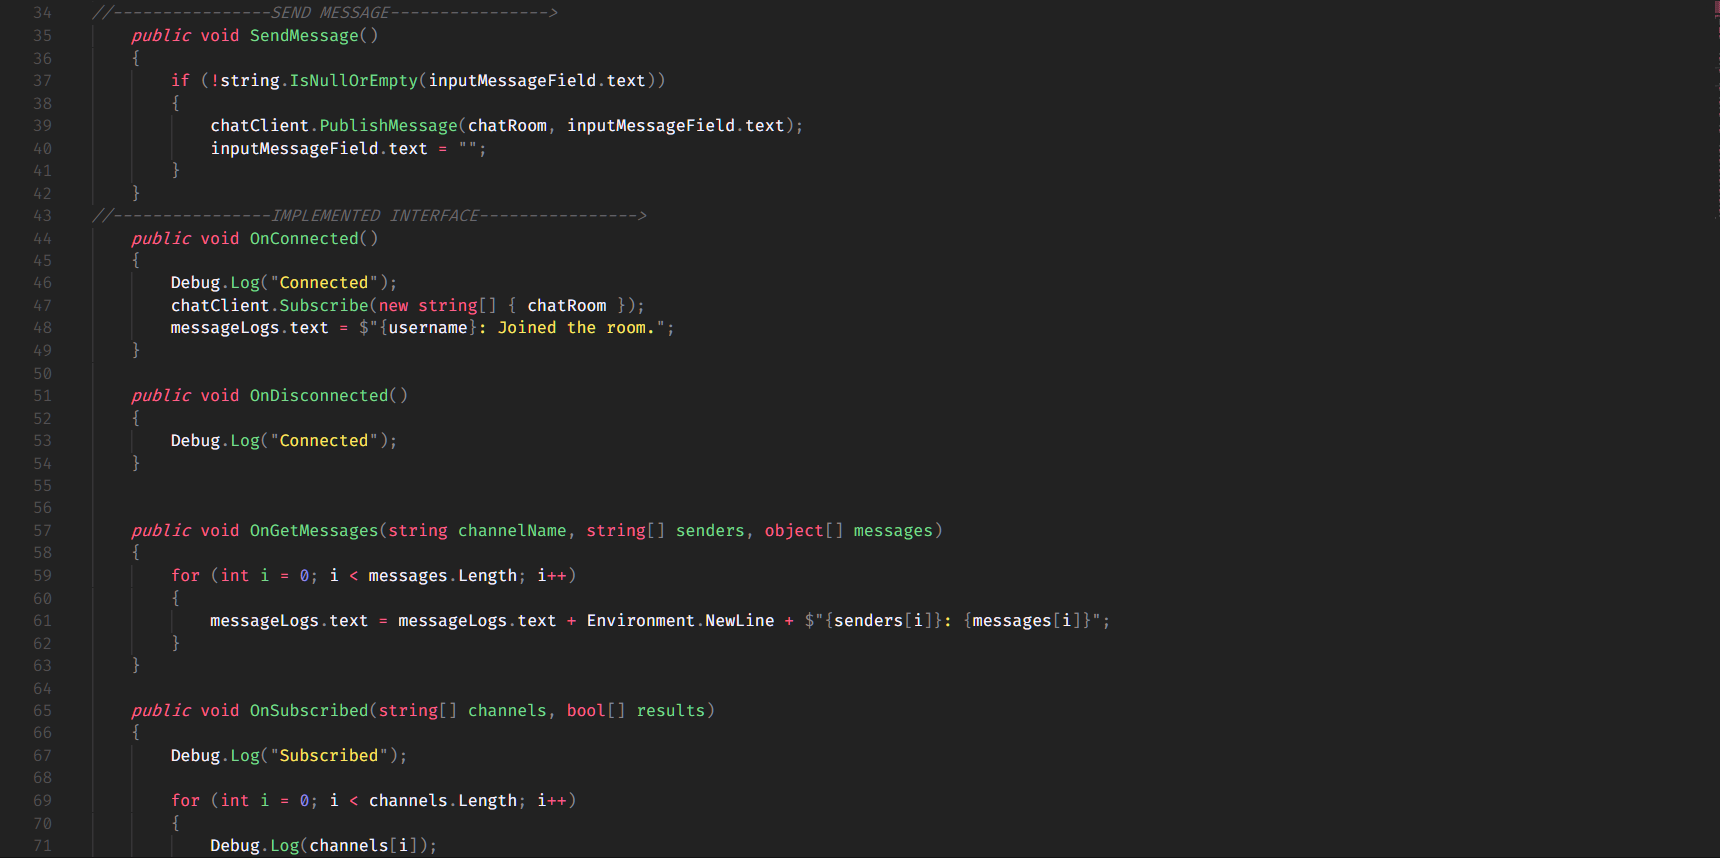 34 //----------------SEND MESSAGE---------------->
35 public void SendMessage()
36 {
37 if (!string.IsNullOrEmpty(inputMessageField.text))
38 {
39 chatClient.PublishMessage(chatRoom, inputMessageField.text);
40 inputMessageField.text = "";
41 }
42 }
43 //----------------IMPLEMENTED INTERFACE---------------->
44 public void OnConnected()
45 {
46 Debug.Log("Connected");
47 chatClient.Subscribe(new string[] { chatRoom });
48 messageLogs.text = $"{username}: Joined the room.";
49 }
50
51 public void OnDisconnected()
52 {
53 Debug.Log("Connected");
54 }
55
56
57 public void OnGetMessages(string channelName, string[] senders, object[] messages)
58 {
59 for (int i = 0; i < messages.Length; i++)
60 {
61 messageLogs.text = messageLogs.text + Environment.NewLine + $"{senders[i]}: {messages[i]}";
62 }
63 }
64
65 public void OnSubscribed(string[] channels, bool[] results)
66 {
67 Debug.Log("Subscribed");
68
69 for (int i = 0; i < channels.Length; i++)
70 {
71 Debug.Log(channels[i]);